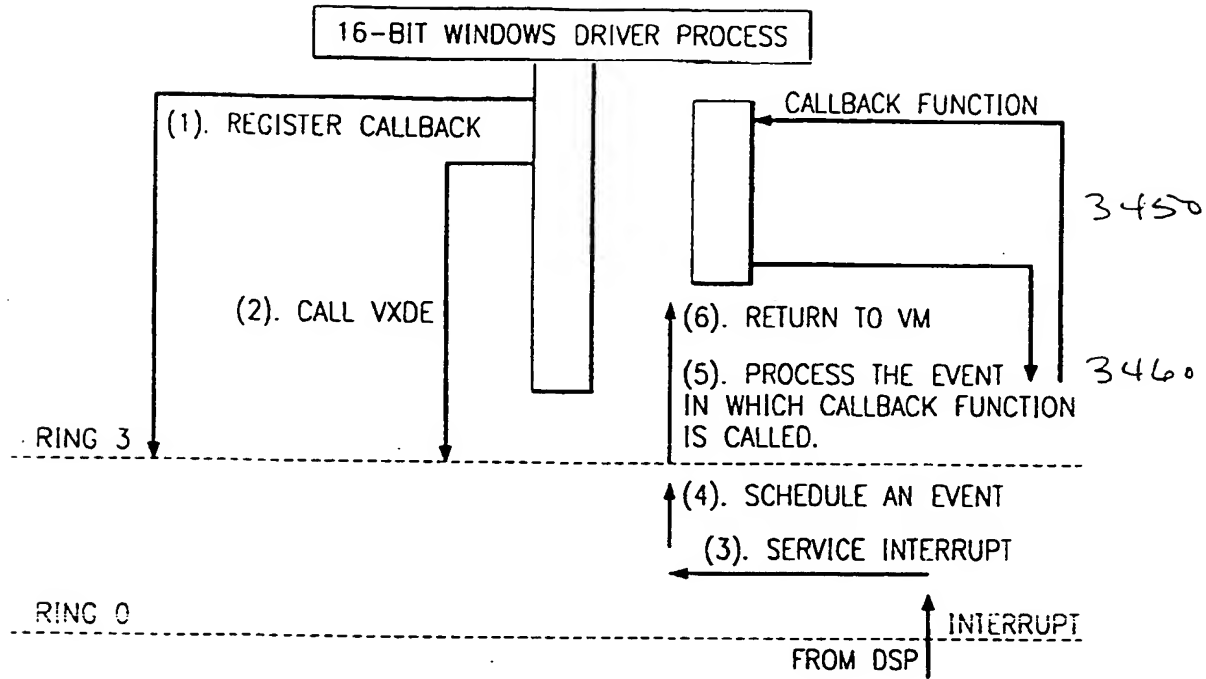 16-BIT WINDOWS DRIVER PROCESS
(1). REGISTER CALLBACK
CALLBACK FUNCTION
3450
(2). CALL VXDE
(6). RETURN TO VM
(5). PROCESS THE EVENT
IN WHICH CALLBACK FUNCTION
IS CALLED.
3460
RING 3
(4). SCHEDULE AN EVENT
(3). SERVICE INTERRUPT
RING 0
INTERRUPT
FROM DSP